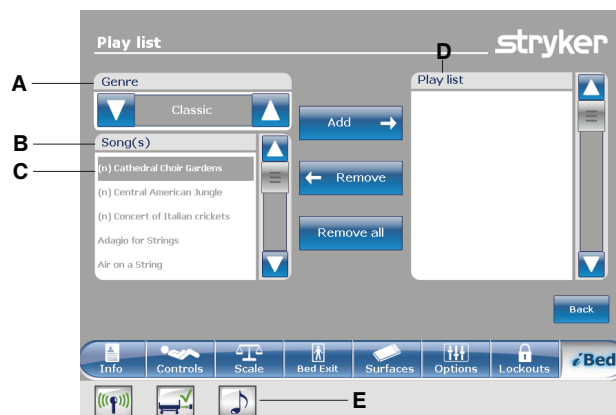 Play list
stryker
D
A
Genre
Play list
Classic
Add
B
Song(s)
C
(n) Cathedral Choir Gardens
(n) Central American Jungle
Remove
(n) Concert of Italian crickets
Adagio for Strings
Remove all
Air on a String
Back
Info
Controls
Scale
Bed Exit
Surfaces
Options
Lockouts
iBed
E